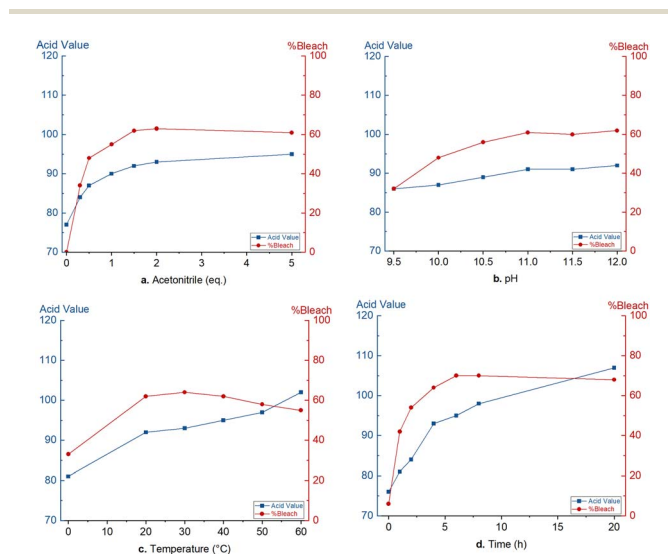 Acid Value %Bleach
120 100
110 80
100 60
90 40
80 20
70 0
0 1 2 3 4 5
Acid Value
%Bleach
a. Acetonitrile (eq.)
Acid Value %Bleach
120 100
110 80
100 60
90 40
80 20
70 0
9.5 10.0 10.5 11.0 11.5 12.0
Acid Value
%Bleach
b. pH
Acid Value %Bleach
120 100
110 80
100 60
90 40
80 20
70 0
0 10 20 30 40 50 60
Acid Value
%Bleach
c. Temperature (°C)
Acid Value %Bleach
120 100
110 80
100 60
90 40
80 20
70 0
0 5 10 15 20
Acid Value
%Bleach
d. Time (h)